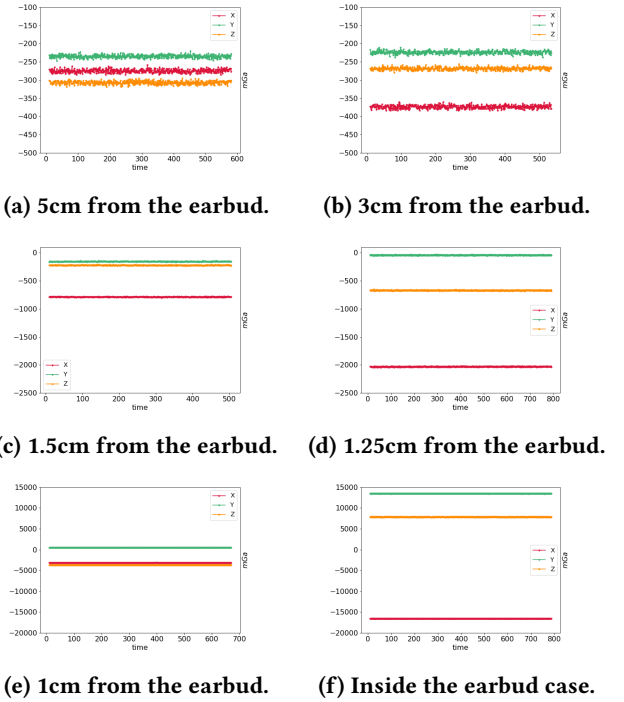 −100
−150
−200
−250
−300
−350
−400
−450
−500
0 100 200 300 400 500 600
time
mGa
X
Y
Z
(a) 5cm from the earbud.
−100
−150
−200
−250
−300
−350
−400
−450
−500
0 100 200 300 400 500
time
mGa
X
Y
Z
(b) 3cm from the earbud.
0
−500
−1000
−1500
−2000
−2500
0 100 200 300 400 500
time
mGa
X
Y
Z
(c) 1.5cm from the earbud.
0
−500
−1000
−1500
−2000
−2500
0 100 200 300 400 500 600 700 800
time
mGa
X
Y
Z
(d) 1.25cm from the earbud.
15000
10000
5000
0
−5000
−10000
−15000
−20000
0 100 200 300 400 500 600 700
time
mGa
X
Y
Z
(e) 1cm from the earbud.
15000
10000
5000
0
−5000
−10000
−15000
−20000
0 100 200 300 400 500 600 700 800
time
mGa
X
Y
Z
(f) Inside the earbud case.